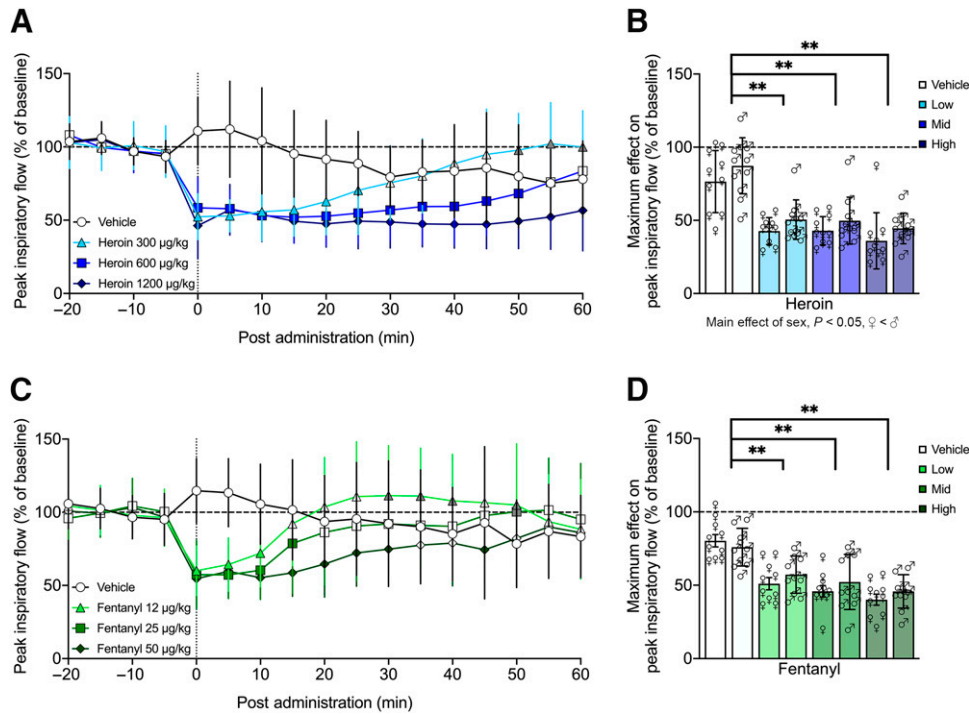 A
Peak inspiratory flow (% of baseline)
150
100
50
0
Vehicle
Heroin 300 µg/kg
Heroin 600 µg/kg
Heroin 1200 µg/kg
−20 −10 0 10 20 30 40 50 60
Post administration (min)
B
Maximum effect on
peak inspiratory flow (% of baseline)
150
100
50
0
**
**
**
Vehicle
Low
Mid
High
Heroin
Main effect of sex, P < 0.05, ♀ < ♂
C
Peak inspiratory flow (% of baseline)
150
100
50
0
Vehicle
Fentanyl 12 µg/kg
Fentanyl 25 µg/kg
Fentanyl 50 µg/kg
−20 −10 0 10 20 30 40 50 60
Post administration (min)
D
Maximum effect on
peak inspiratory flow (% of baseline)
150
100
50
0
**
**
**
Vehicle
Low
Mid
High
Fentanyl